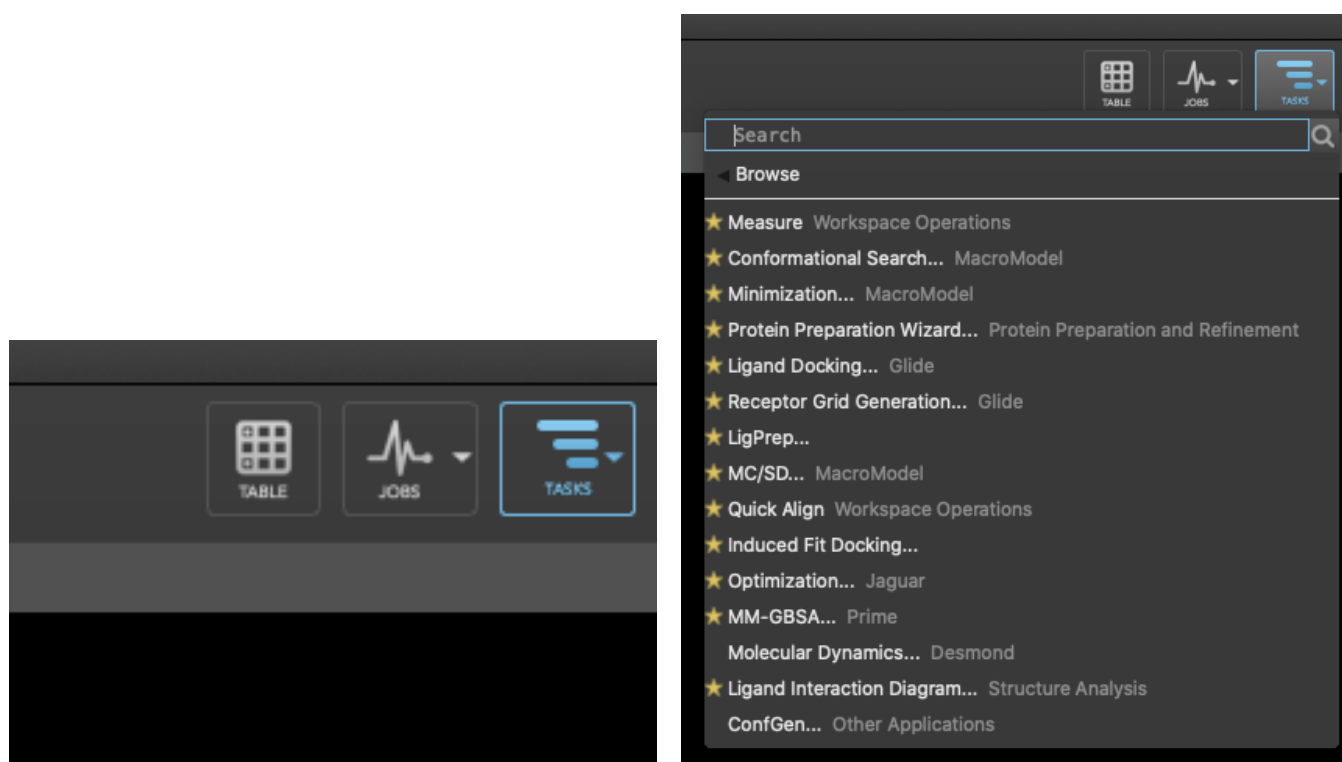 TABLE
JOBS
TASKS
TABLE
JOBS
TASKS
Search
Browse
Measure Workspace Operations
Conformational Search... MacroModel
Minimization... MacroModel
Protein Preparation Wizard... Protein Preparation and Refinement
Ligand Docking... Glide
Receptor Grid Generation... Glide
LigPrep...
MC/SD... MacroModel
Quick Align Workspace Operations
Induced Fit Docking...
Optimization... Jaguar
MM-GBSA... Prime
Molecular Dynamics... Desmond
Ligand Interaction Diagram... Structure Analysis
ConfGen... Other Applications